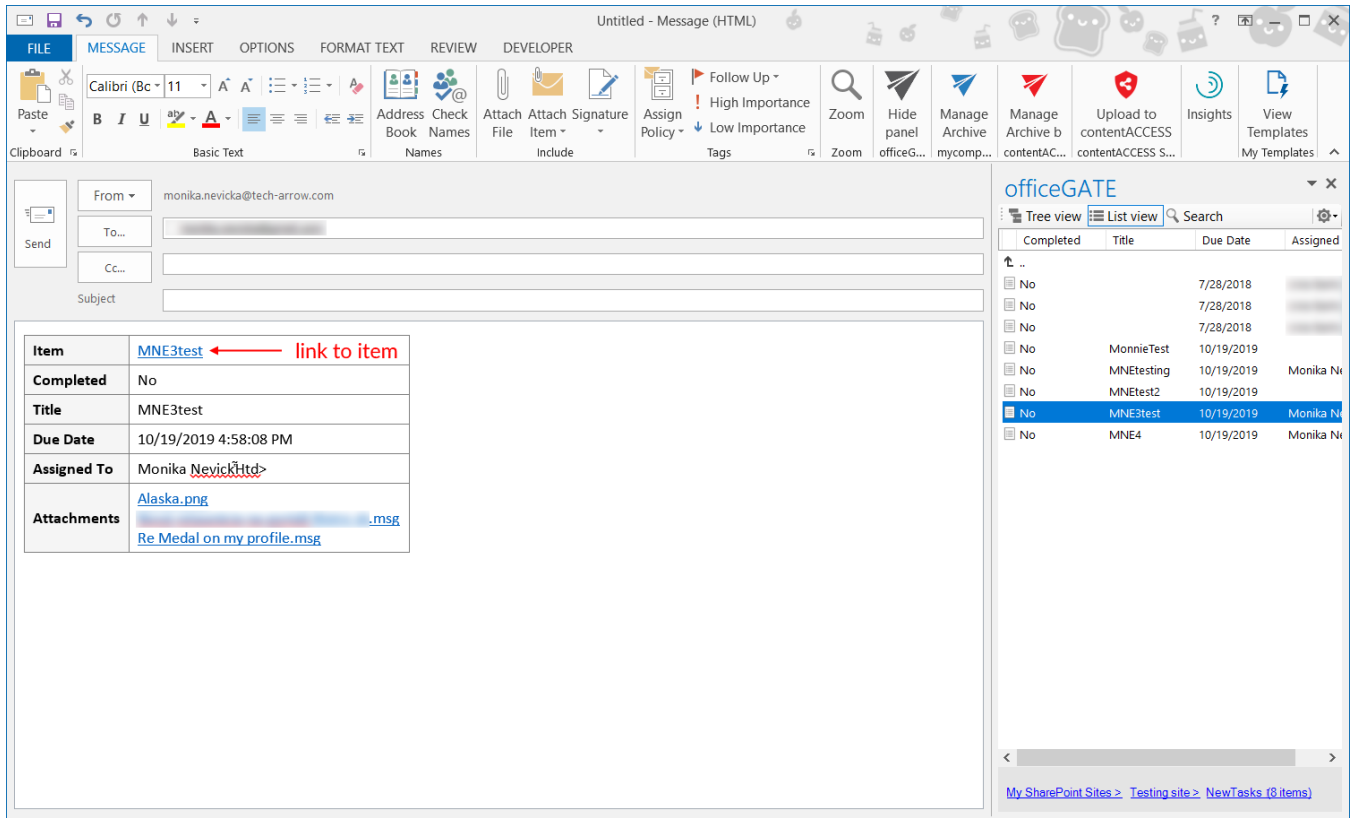 Untitled - Message (HTML)
?
FILE MESSAGE INSERT OPTIONS FORMAT TEXT REVIEW DEVELOPER
Paste
Clipboard
Calibri (Bc 11
B I U
Basic Text
Address Book
Check Names
Names
Attach File
Attach Item
Signature
Include
Assign Policy
Follow Up
High Importance
Low Importance
Tags
Zoom
Zoom
Hide panel
officeG...
Manage Archive
mycomp...
Manage Archive b
contentAC...
Upload to contentACCESS
contentACCESS S...
Insights
View Templates
My Templates
Send
From monika.nevicka@tech-arrow.com
To...
Cc...
Subject
Item MNE3test link to item
Completed No
Title MNE3test
Due Date 10/19/2019 4:58:08 PM
Assigned To Monika NevickHtd>
Attachments Alaska.png
.msg
Re Medal on my profile.msg
officeGATE
Tree view List view Search
Completed Title Due Date Assigned
..
No 7/28/2018
No 7/28/2018
No 7/28/2018
No MonnieTest 10/19/2019
No MNEtesting 10/19/2019 Monika Ne
No MNEtest2 10/19/2019
No MNE3test 10/19/2019 Monika Ne
No MNE4 10/19/2019 Monika Ne
My SharePoint Sites > Testing site > NewTasks (8 items)